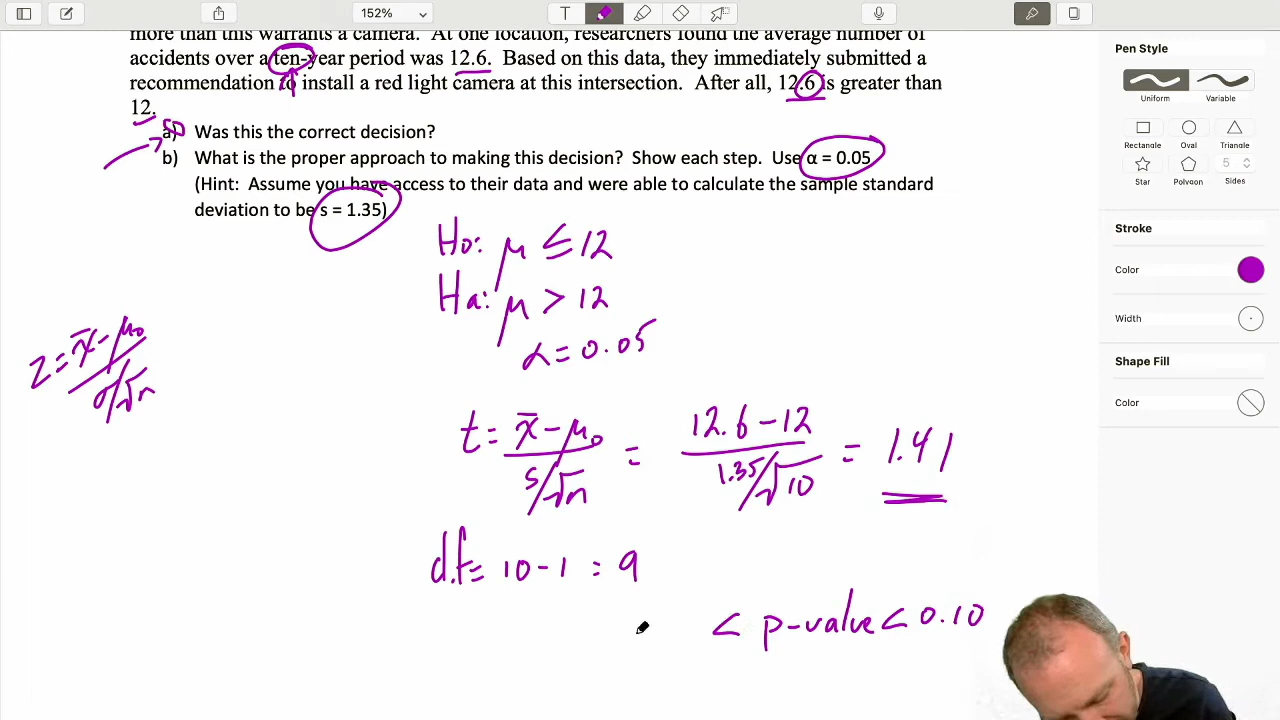 152%
T
more than this warrants a camera. At one location, researchers found the average number of
accidents over a ten-year period was 12.6. Based on this data, they immediately submitted a
recommendation to install a red light camera at this intersection. After all, 12.6 is greater than
12.
a) Was this the correct decision?
b) What is the proper approach to making this decision? Show each step. Use α = 0.05
(Hint: Assume you have access to their data and were able to calculate the sample standard
deviation to be s = 1.35)
Ho: μ ≤ 12
Ha: μ > 12
α = 0.05
z = x̄ - μ₀ / σ/√n
t = x̄ - μ₀ / s/√n = 12.6 - 12 / 1.35/√10 = 1.41
d.f = 10 - 1 = 9
< p-value < 0.10
Pen Style
Uniform
Variable
Rectangle
Oval
Triangle
5
Star
Polygon
Sides
Stroke
Color
Width
Shape Fill
Color